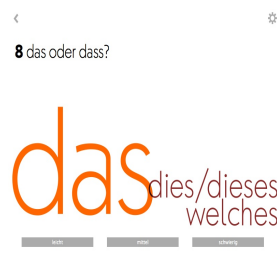 8 das oder dass?
das
dies/dieses
welches
leicht
mittel
schwierig